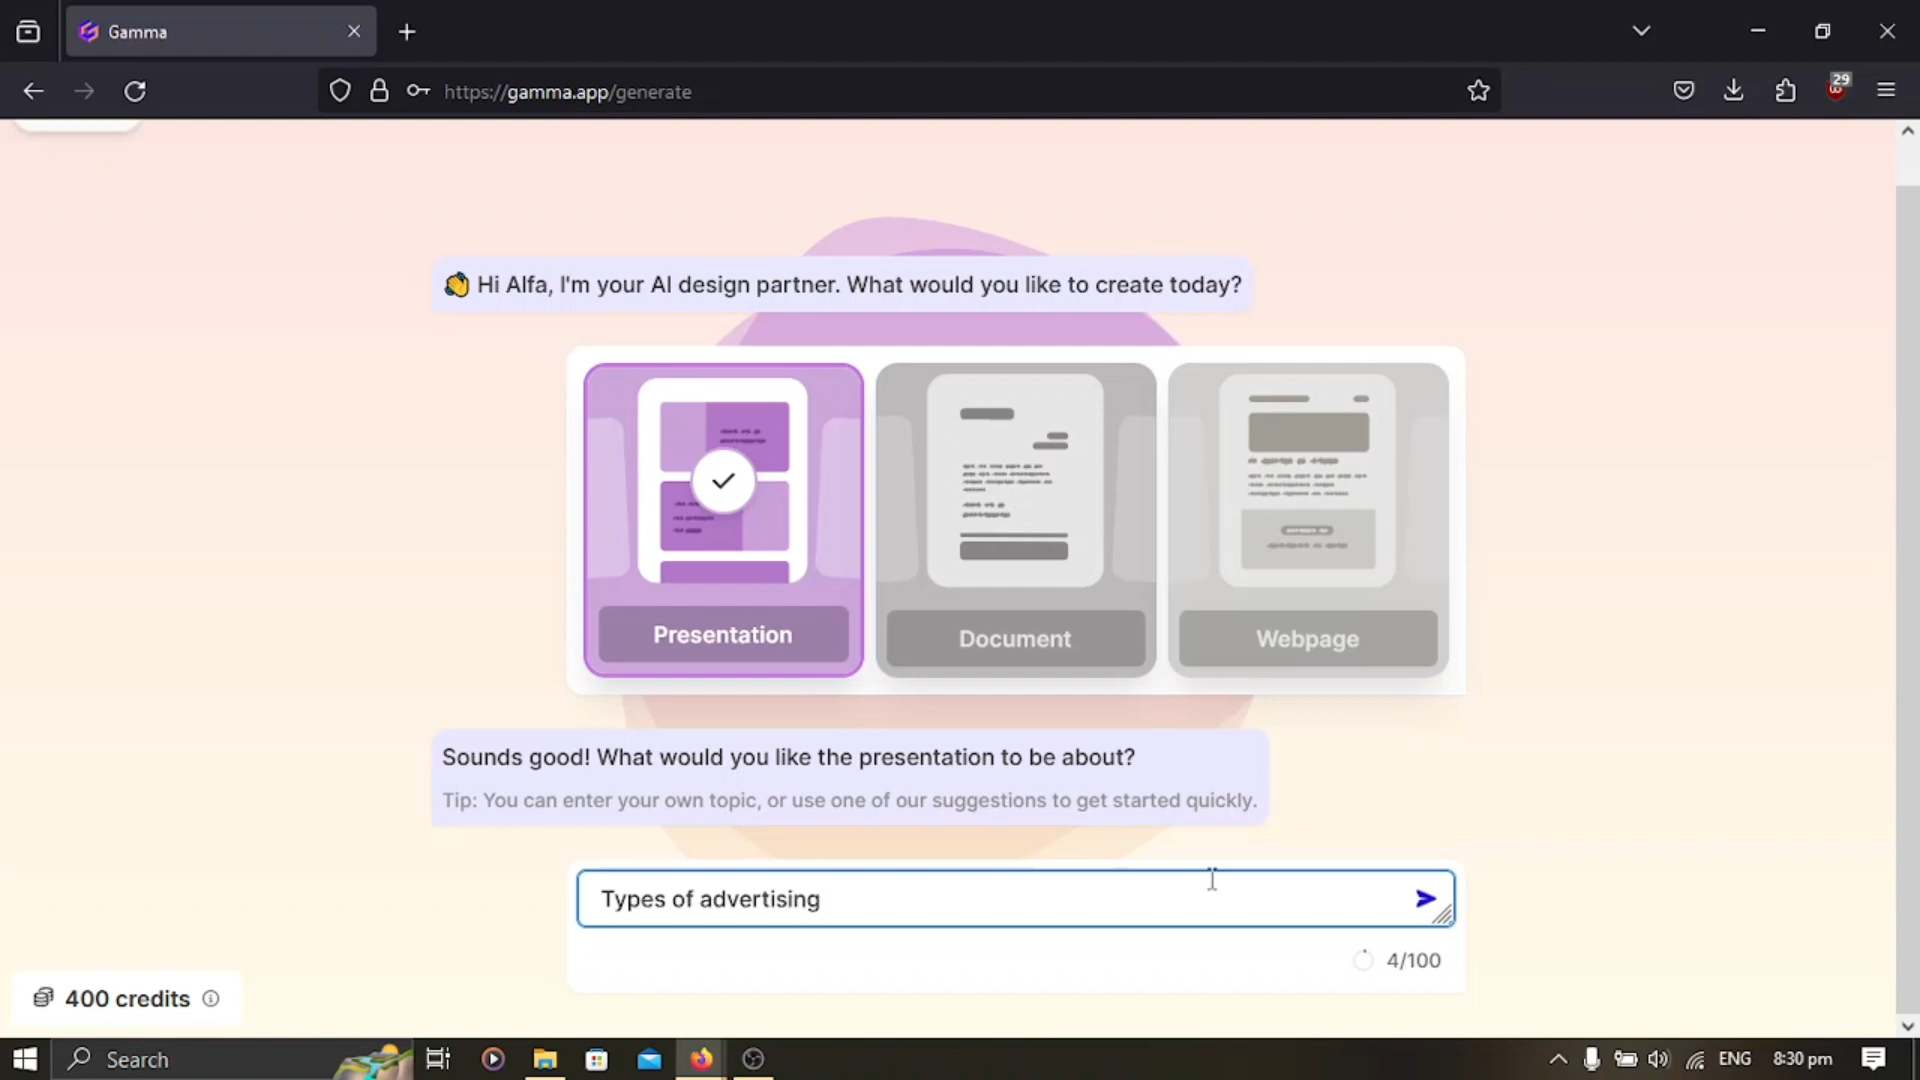 Gamma
https://gamma.app/generate
29
👋 Hi Alfa, I'm your AI design partner. What would you like to create today?
Presentation
Document
Webpage
Sounds good! What would you like the presentation to be about?
Tip: You can enter your own topic, or use one of our suggestions to get started quickly.
Types of advertising
4/100
400 credits
Search
ENG
8:30 pm